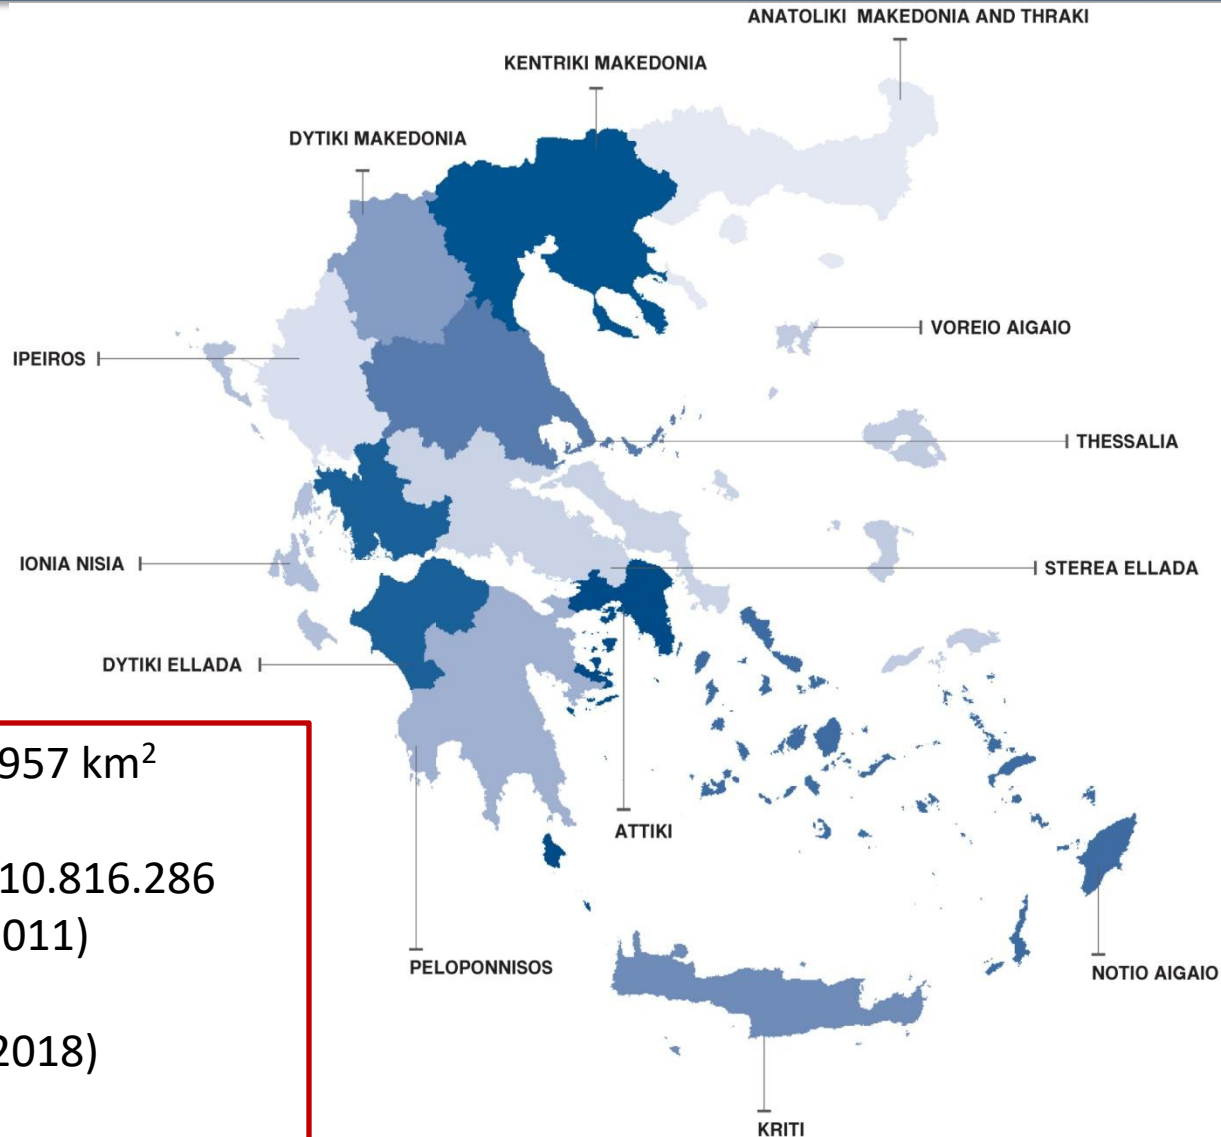 ANATOLIKI MAKEDONIA AND THRAKI
KENTRIKI MAKEDONIA
DYTIKI MAKEDONIA
VOREIO AIGAIO
IPEIROS
THESSALIA
IONIA NISIA
STEREA ELLADA
DYTIKI ELLADA
957 km²
ATTIKI
10.816.286
011)
PELOPONNISOS
NOTIO AIGAIO
2018)
KRITI